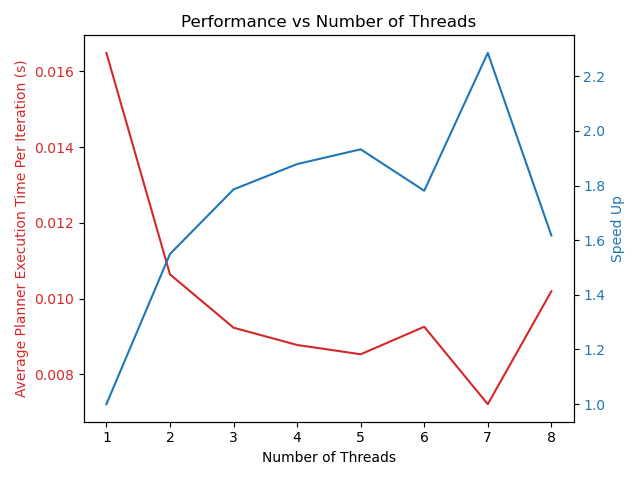 Performance vs Number of Threads
Average Planner Execution Time Per Iteration (s)
0.016
0.014
0.012
0.010
0.008
2.2
2.0
1.8
1.6
1.4
1.2
1.0
Speed Up
1 2 3 4 5 6 7 8
Number of Threads